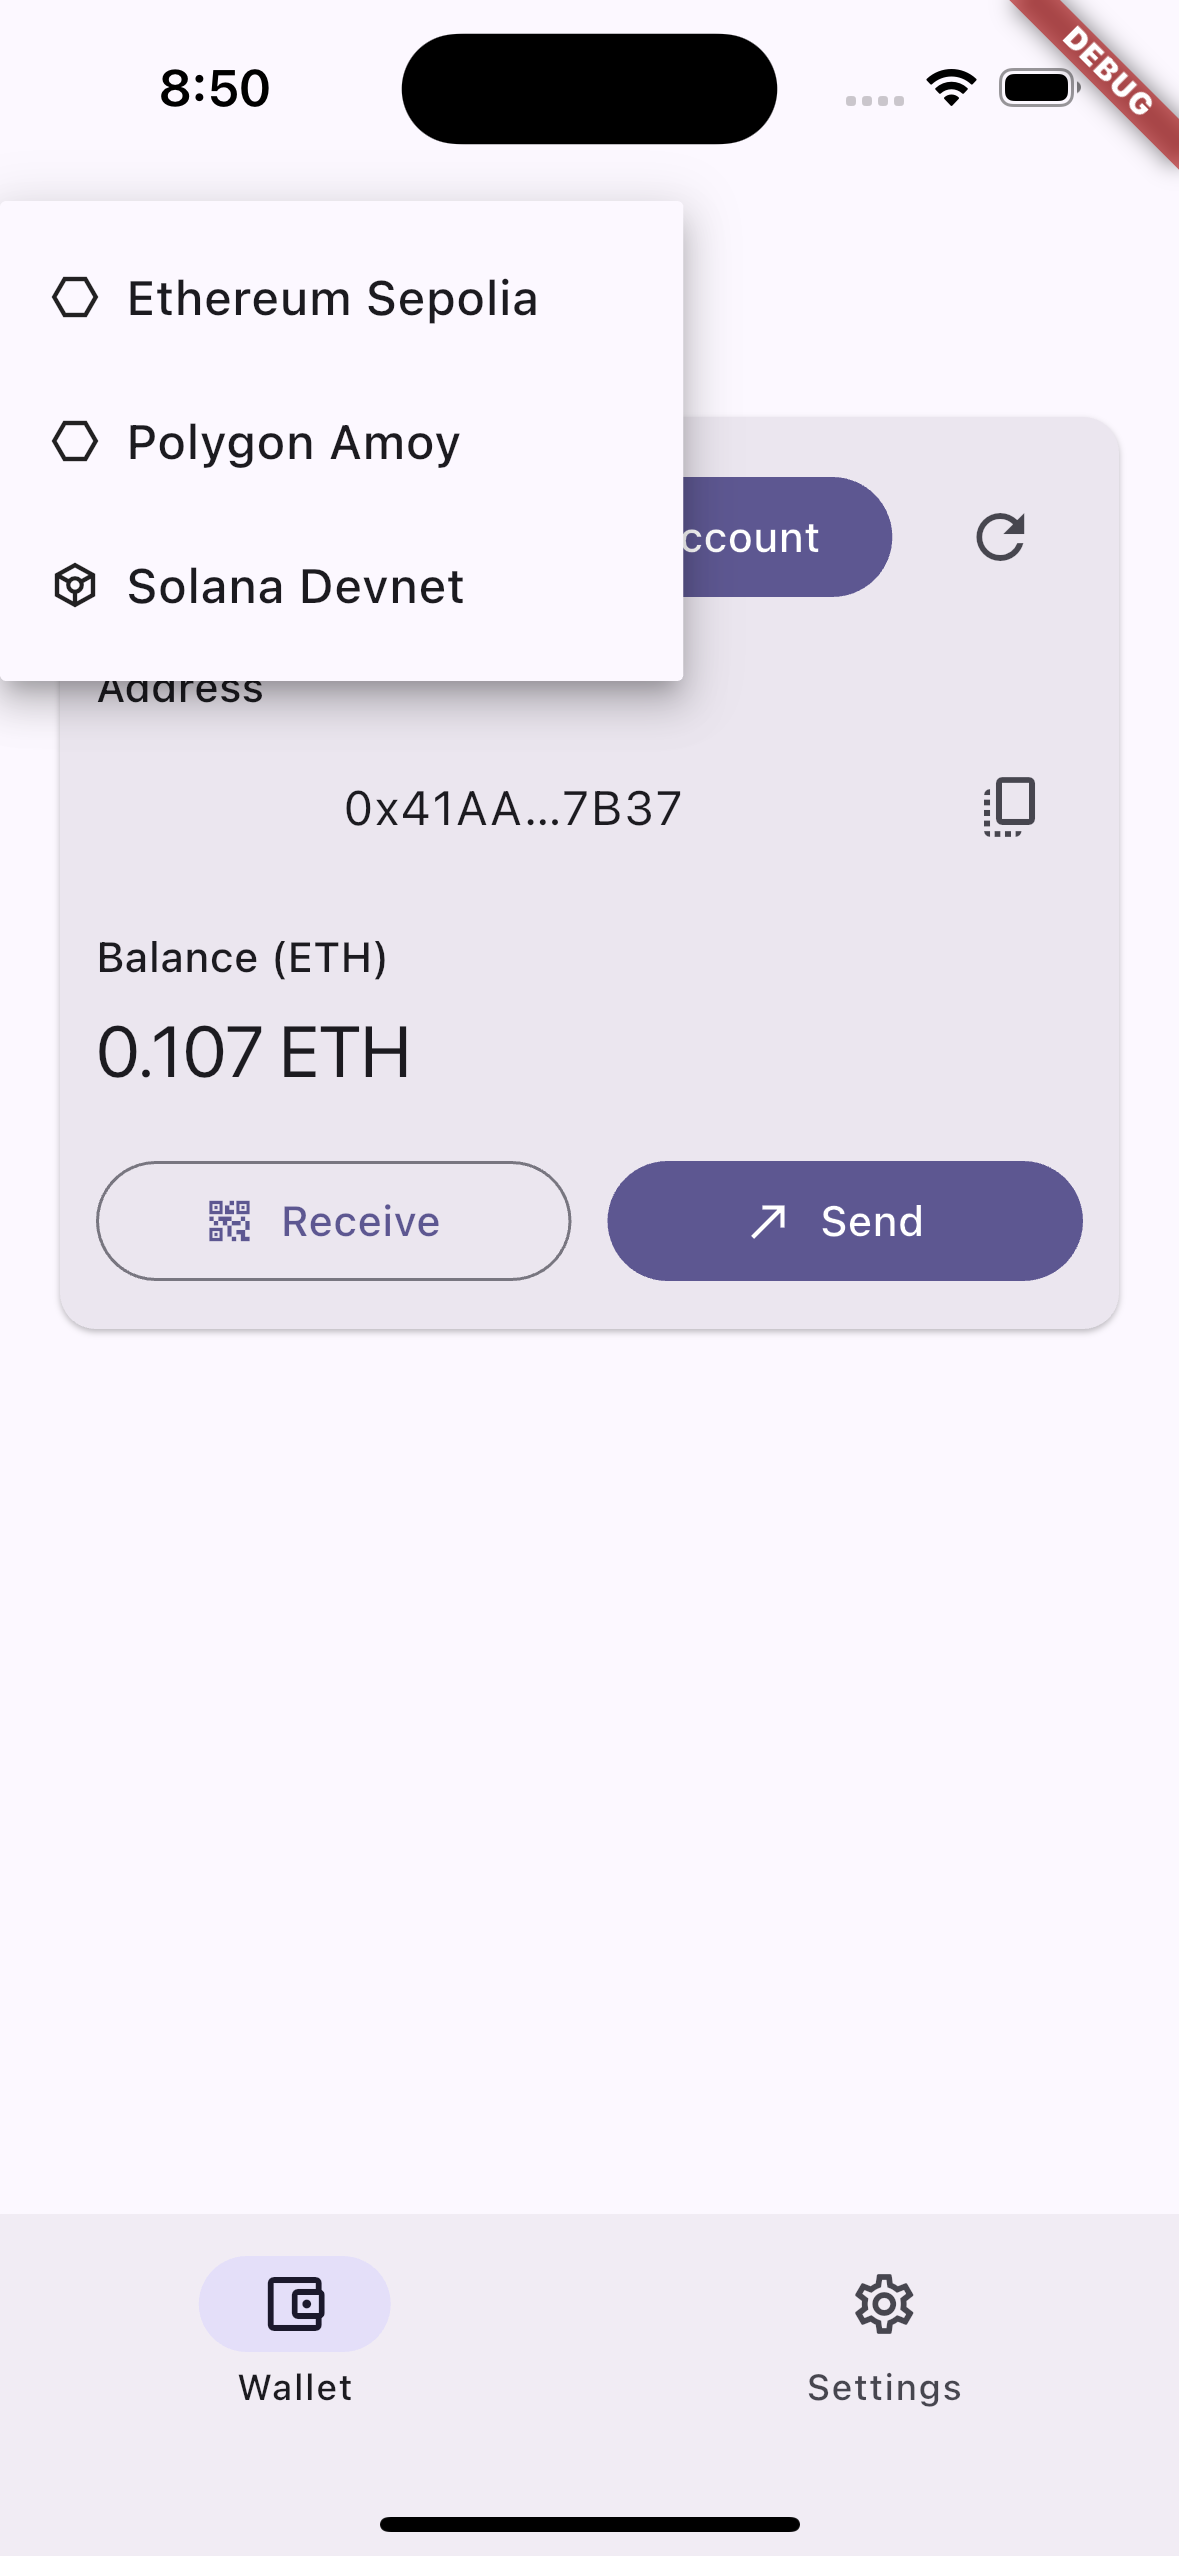 8:50
DEBUG
Ethereum Sepolia
Polygon Amoy
Solana Devnet
ccount
Address
0x41AA...7B37
Balance (ETH)
0.107 ETH
Receive
Send
Wallet
Settings